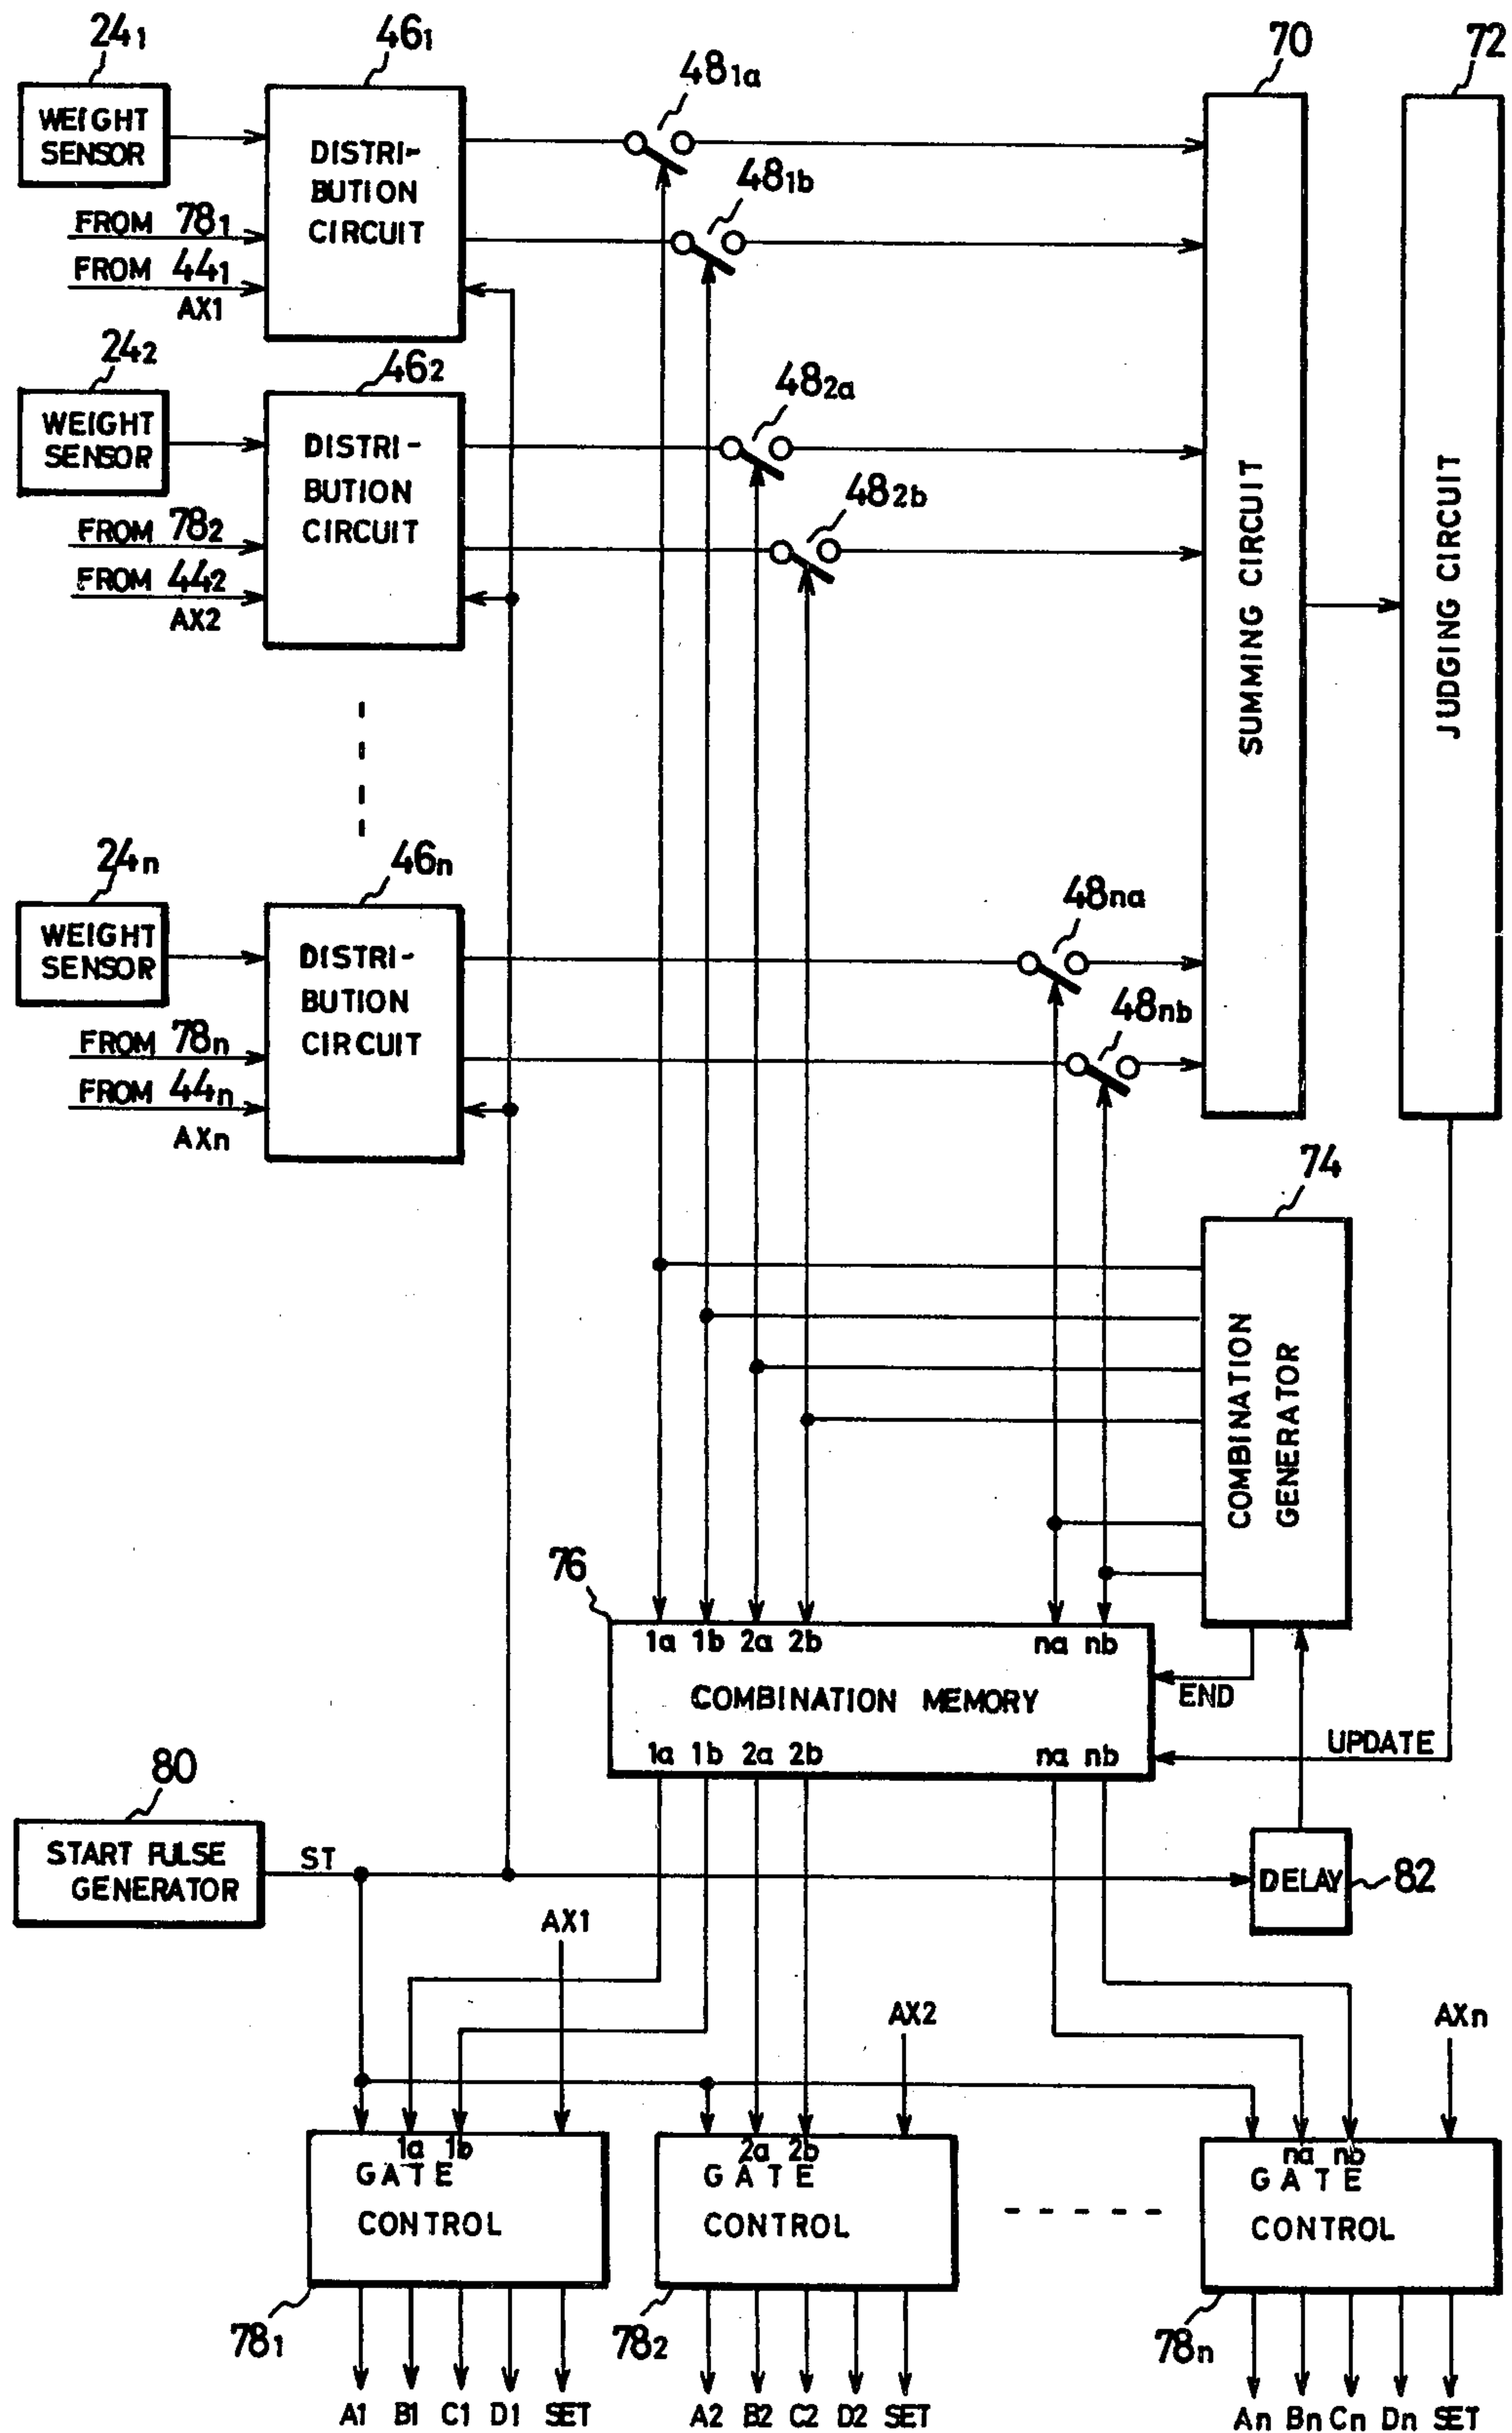 24₁
46₁
48₁a
70
72
WEIGHT
SENSOR
DISTRI-
BUTION
CIRCUIT
48₁b
FROM 78₁
FROM 44₁
AX1
24₂
46₂
48₂a
WEIGHT
SENSOR
DISTRI-
BUTION
CIRCUIT
48₂b
FROM 78₂
FROM 44₂
AX2
SUMMING CIRCUIT
JUDGING CIRCUIT
24n
46n
48na
WEIGHT
SENSOR
DISTRI-
BUTION
CIRCUIT
48nb
FROM 78n
FROM 44n
AXn
74
COMBINATION
GENERATOR
76
1a 1b 2a 2b na nb
COMBINATION MEMORY
1a 1b 2a 2b na nb
END
UPDATE
80
START PULSE
GENERATOR
ST
DELAY
82
AX1
AX2
AXn
1a 1b
GATE
CONTROL
2a 2b
GATE
CONTROL
na nb
GATE
CONTROL
78₁
78₂
78n
A1 B1 C1 D1 SET
A2 B2 C2 D2 SET
An Bn Cn Dn SET